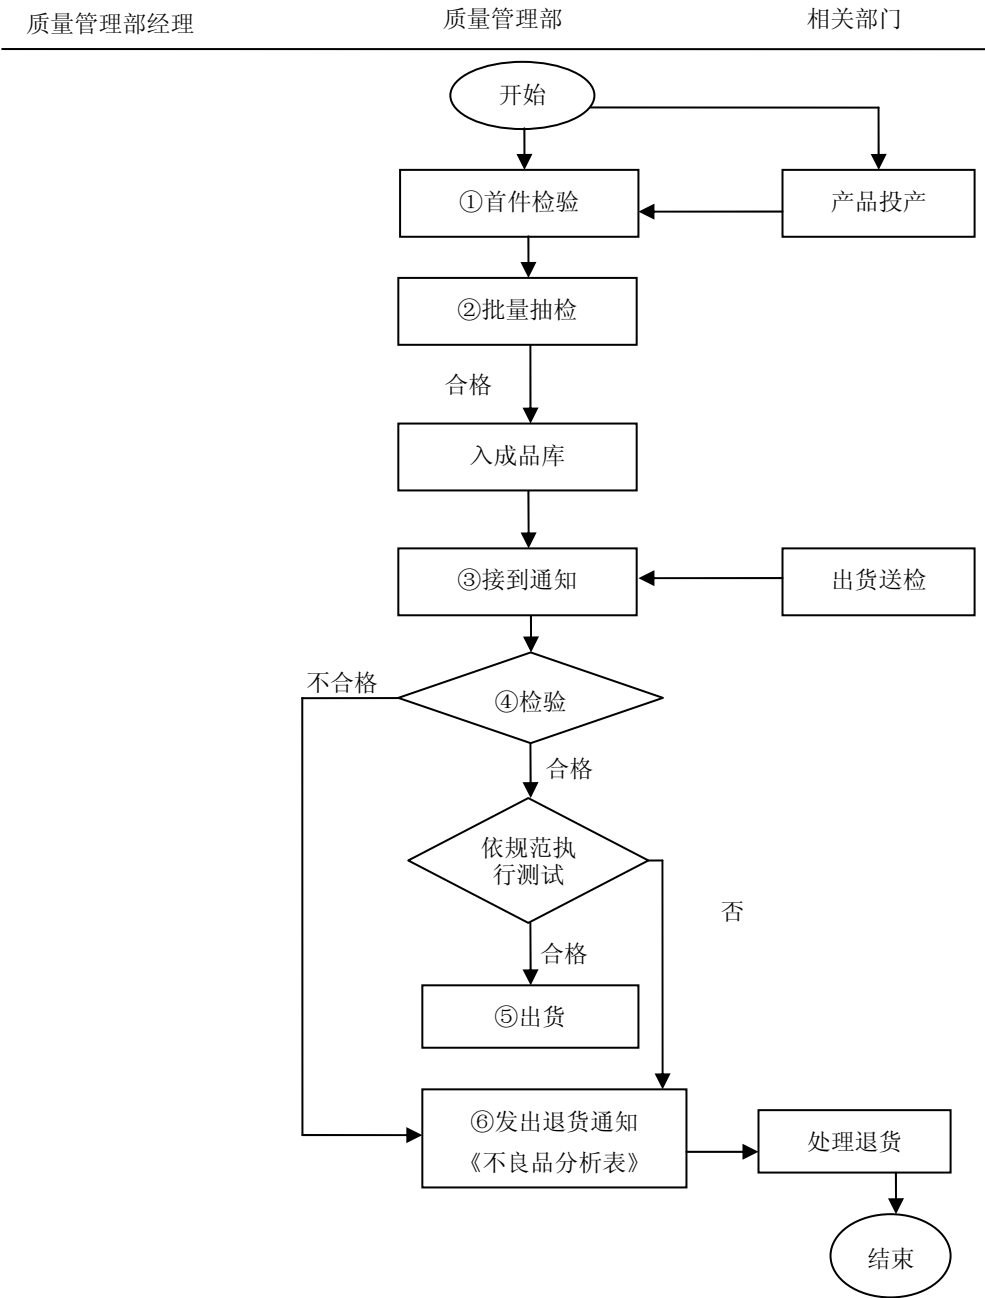 质量管理部经理
质量管理部
相关部门
开始
①首件检验
产品投产
②批量抽检
合格
入成品库
③接到通知
出货送检
不合格
④检验
合格
依规范执
行测试
否
合格
⑤出货
⑥发出退货通知
《不良品分析表》
处理退货
结束